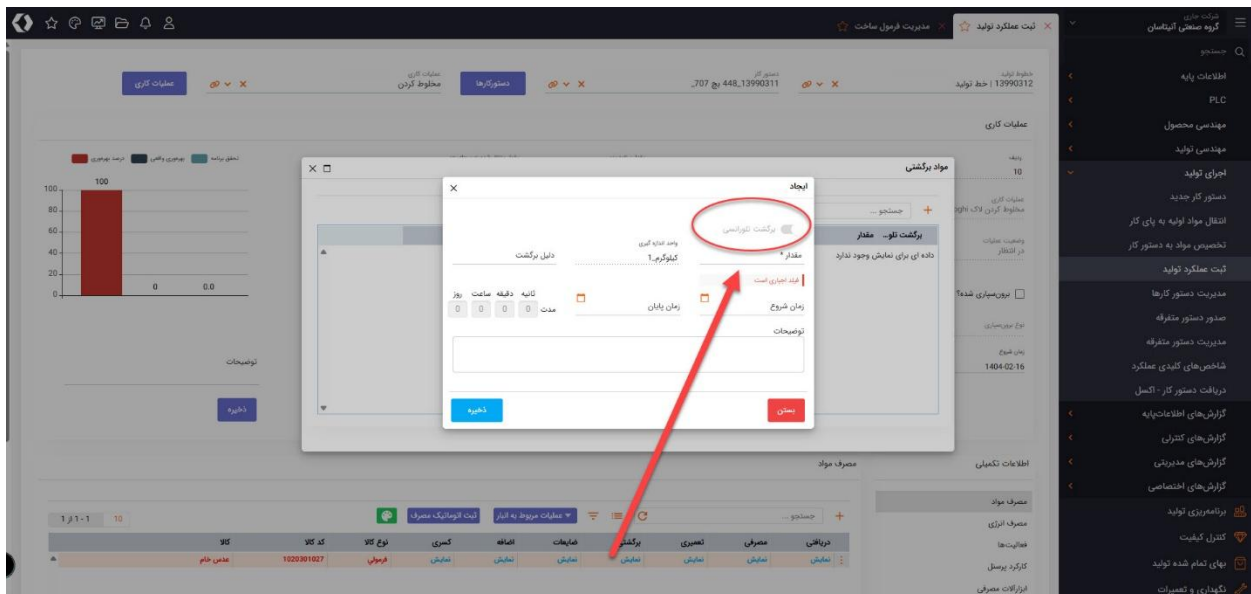 شرکت جاری
گروه صنعتی آنیتاسان
ثبت عملکرد تولید
مدیریت فرمول ساخت
جستجو
اطلاعات پایه
PLC
مهندسی محصول
مهندسی تولید
اجرای تولید
دستور کار جدید
انتقال مواد اولیه به پای کار
تخصیص مواد به دستور کار
ثبت عملکرد تولید
مدیریت دستور کارها
صدور دستور متفرقه
مدیریت دستور متفرقه
شاخص‌های کلیدی عملکرد
دریافت دستور کار - اکسل
گزارش‌های اطلاعات‌پایه
گزارش‌های کنترلی
گزارش‌های مدیریتی
گزارش‌های اختصاصی
برنامه‌ریزی تولید
کنترل کیفیت
بهای تمام شده تولید
نگهداری و تعمیرات
خطوط تولید
13990312 | خط تولید
دستور کار
13990311_448 بچ 707_
دستورکارها
عملیات کاری
مخلوط کردن
عملیات کاری
عملیات کاری
ردیف
10
عملیات کاری
مخلوط کردن لاک
وضعیت عملیات
در انتظار
برون‌سپاری شده؟
نوع برون‌سپاری
زمان شروع
1404-02-16
تحقق برنامه
بهره‌وری واقعی
درصد بهره‌وری
100
100
80
60
40
20
0
0
0.0
توضیحات
ذخیره
مواد برگشتی
جستجو ...
برگشت تلو...
مقدار
داده ای برای نمایش وجود ندارد
ایجاد
برگشت تلورانسی
مقدار *
واحد اندازه گیری
کیلوگرم_1
دلیل برگشت
فیلد اجباری است
زمان شروع
زمان پایان
مدت
ثانیه دقیقه ساعت روز
0 0 0 0
توضیحات
بستن
ذخیره
اطلاعات تکمیلی
مصرف مواد
مصرف انرژی
فعالیت‌ها
کارکرد پرسنل
ابزارآلات مصرفی
مصرف مواد
جستجو ...
عملیات مربوط به انبار
ثبت اتوماتیک مصرف
10
1 - 1 از 1
دریافتی مصرفی تعمیری برگشتی ضایعات اضافه کسری نوع کالا کد کالا کالا
نمایش نمایش نمایش نمایش نمایش نمایش نمایش فرمولی 1020301027 عدس خام